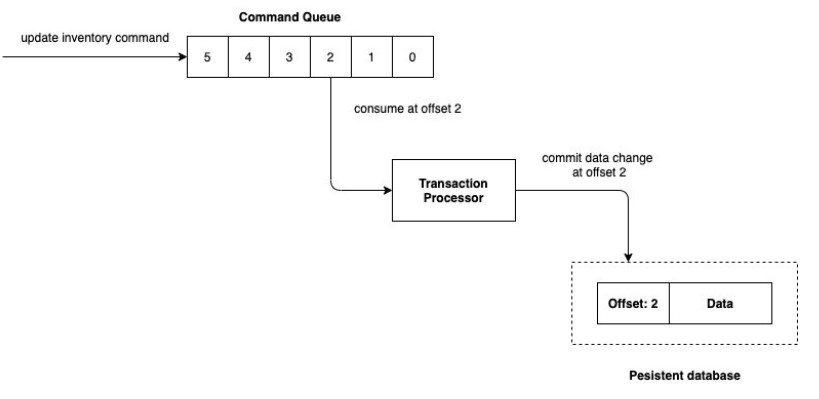 Command Queue
update inventory command
5 4 3 2 1 0
consume at offset 2
commit data change
at offset 2
Transaction
Processor
Offset: 2 Data
Pesistent database